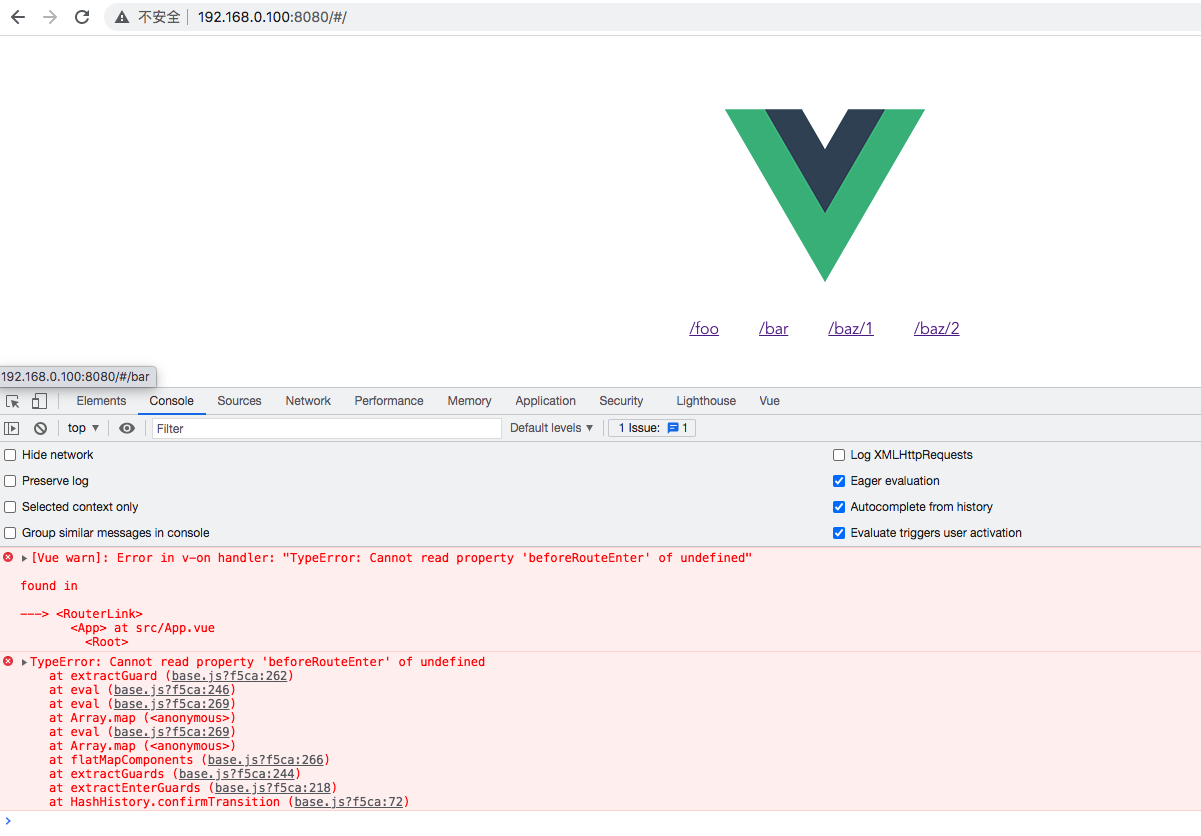 不安全 192.168.0.100:8080/#/
/foo /bar /baz/1 /baz/2
192.168.0.100:8080/#/bar
Elements Console Sources Network Performance Memory Application Security Lighthouse Vue
top ▼ Filter Default levels ▼ 1 Issue: 1
Hide network Log XMLHttpRequests
Preserve log Eager evaluation
Selected context only Autocomplete from history
Group similar messages in console Evaluate triggers user activation
[Vue warn]: Error in v-on handler: "TypeError: Cannot read property 'beforeRouteEnter' of undefined"
found in
---> <RouterLink>
<App> at src/App.vue
<Root>
TypeError: Cannot read property 'beforeRouteEnter' of undefined
at extractGuard (base.js?f5ca:262)
at eval (base.js?f5ca:246)
at eval (base.js?f5ca:269)
at Array.map (<anonymous>)
at eval (base.js?f5ca:269)
at Array.map (<anonymous>)
at flatMapComponents (base.js?f5ca:266)
at extractGuards (base.js?f5ca:244)
at extractEnterGuards (base.js?f5ca:218)
at HashHistory.confirmTransition (base.js?f5ca:72)